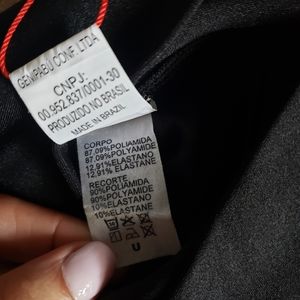 GEMPABU CONF. LTDA
CNPJ-
00.952.837/0001-30
PRODUZIDO NO BRASIL
MADE IN BRAZIL
CORPO
87.09%POLIAMIDA
87.09%POLYAMIDE
12.91%ELASTANO
12.91%ELASTANE
RECORTE
90%POLIAMIDA
90%POLYAMIDE
10%ELASTANO
10%ELASTANE
U